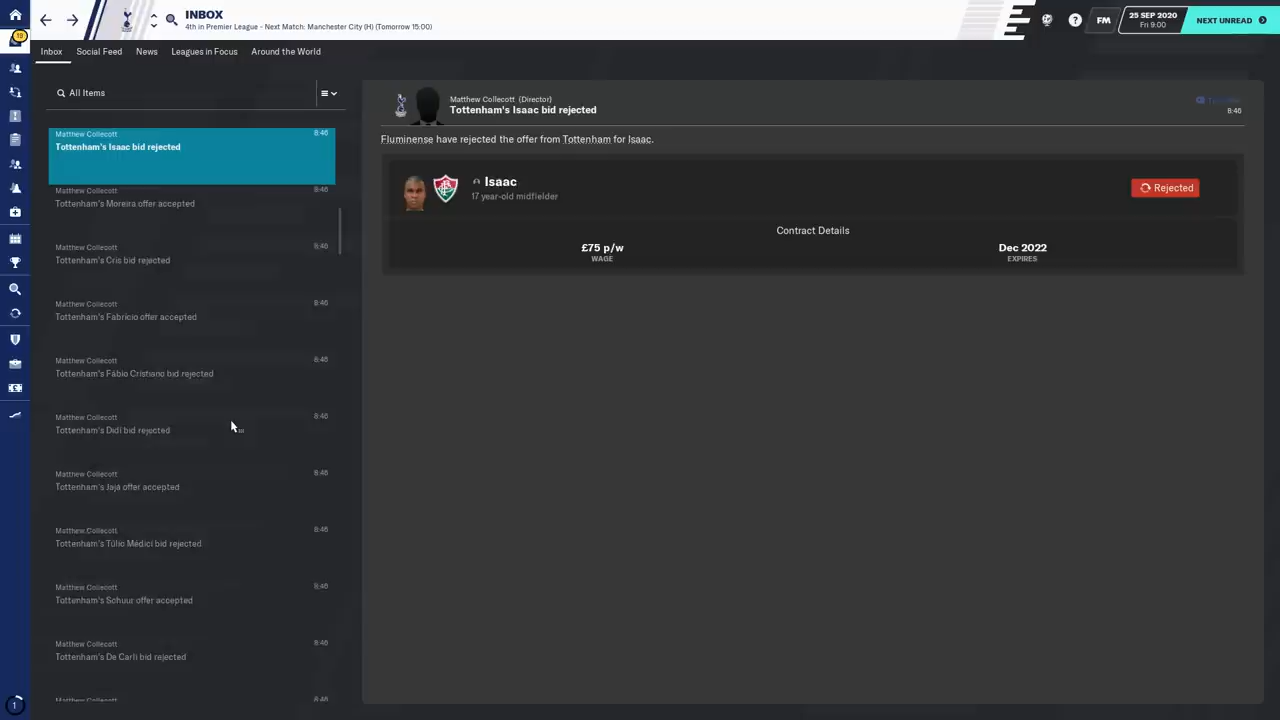 INBOX
4th in Premier League - Next Match: Manchester City (H) (Tomorrow 15:00)
FM
25 SEP 2020
Fri 9:00
NEXT UNREAD
13
Inbox
Social Feed
News
Leagues in Focus
Around the World
All Items
Matthew Collecott
8:46
Tottenham's Isaac bid rejected
Matthew Collecott
8:46
Tottenham's Moreira offer accepted
Matthew Collecott
8:46
Tottenham's Cris bid rejected
Matthew Collecott
8:46
Tottenham's Fabrício offer accepted
Matthew Collecott
8:46
Tottenham's Fábio Cristiano bid rejected
Matthew Collecott
8:46
Tottenham's Didi bid rejected
Matthew Collecott
8:46
Tottenham's Jajá offer accepted
Matthew Collecott
8:46
Tottenham's Túlio Médici bid rejected
Matthew Collecott
8:46
Tottenham's Schuur offer accepted
Matthew Collecott
8:46
Tottenham's De Carli bid rejected
Matthew Collecott
8:46
Matthew Collecott (Director)
Tottenham's Isaac bid rejected
8:46
Fluminense have rejected the offer from Tottenham for Isaac.
Isaac
17 year-old midfielder
Rejected
Contract Details
£75 p/w
WAGE
Dec 2022
EXPIRES
1